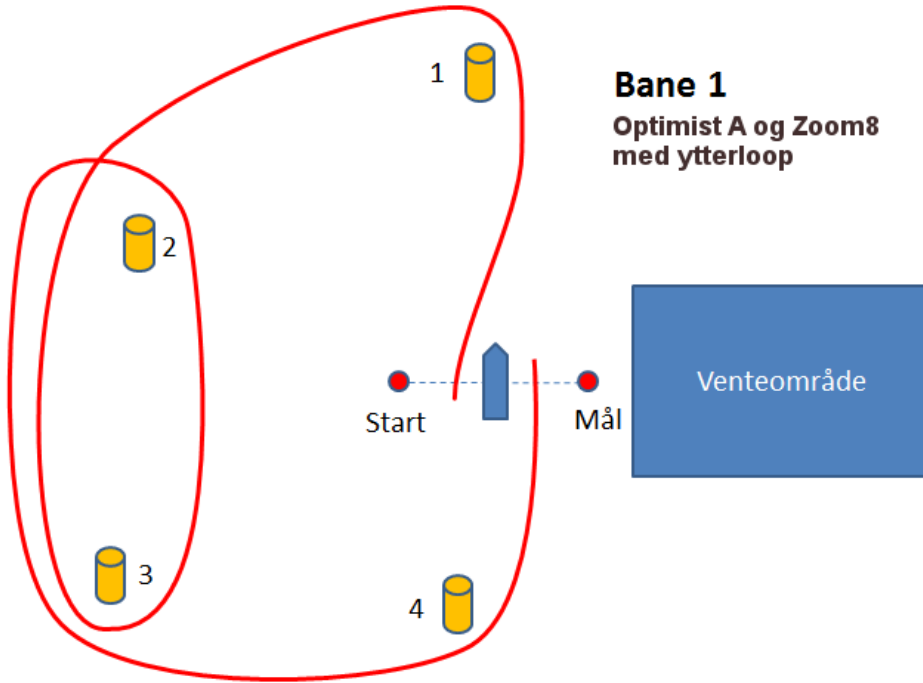 1
Bane 1
Optimist A og Zoom8
med ytterloop
2
Start
Mål
Venteområde
3
4